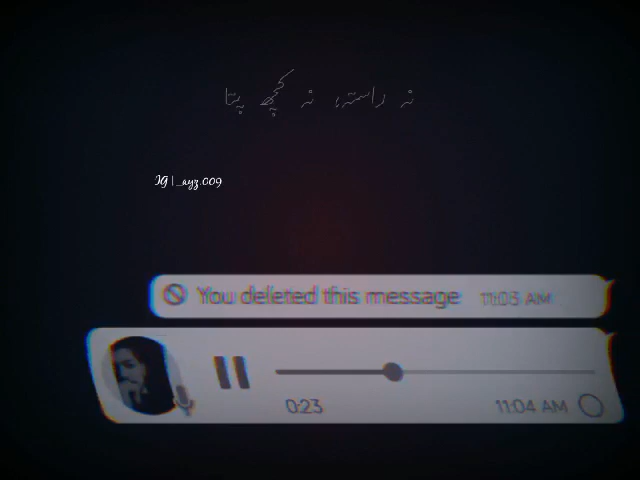 نہ راستہ، نہ کچھ پتا
IG | _ayz.009
You deleted this message 11:03 AM
0:23 11:04 AM